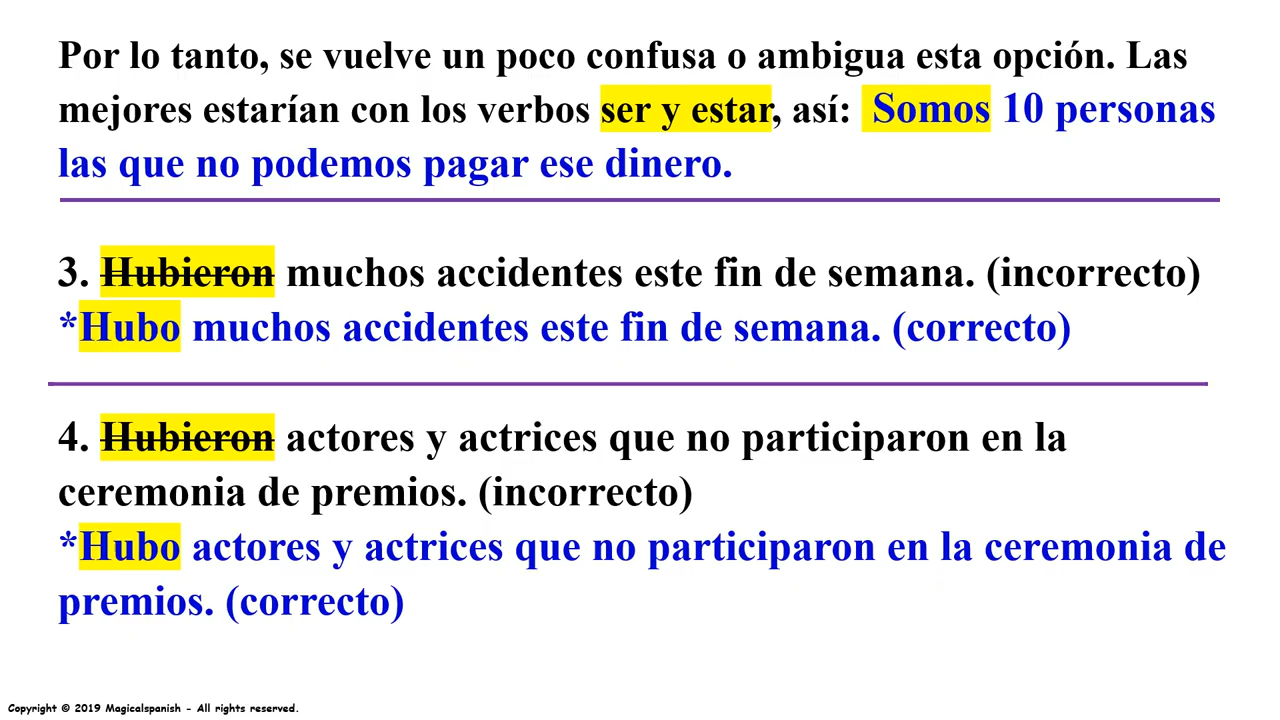 Por lo tanto, se vuelve un poco confusa o ambigua esta opción. Las
mejores estarían con los verbos ser y estar, así: Somos 10 personas
las que no podemos pagar ese dinero.
3. Hubieron muchos accidentes este fin de semana. (incorrecto)
*Hubo muchos accidentes este fin de semana. (correcto)
4. Hubieron actores y actrices que no participaron en la
ceremonia de premios. (incorrecto)
*Hubo actores y actrices que no participaron en la ceremonia de
premios. (correcto)
Copyright © 2019 Magicalspanish - All rights reserved.